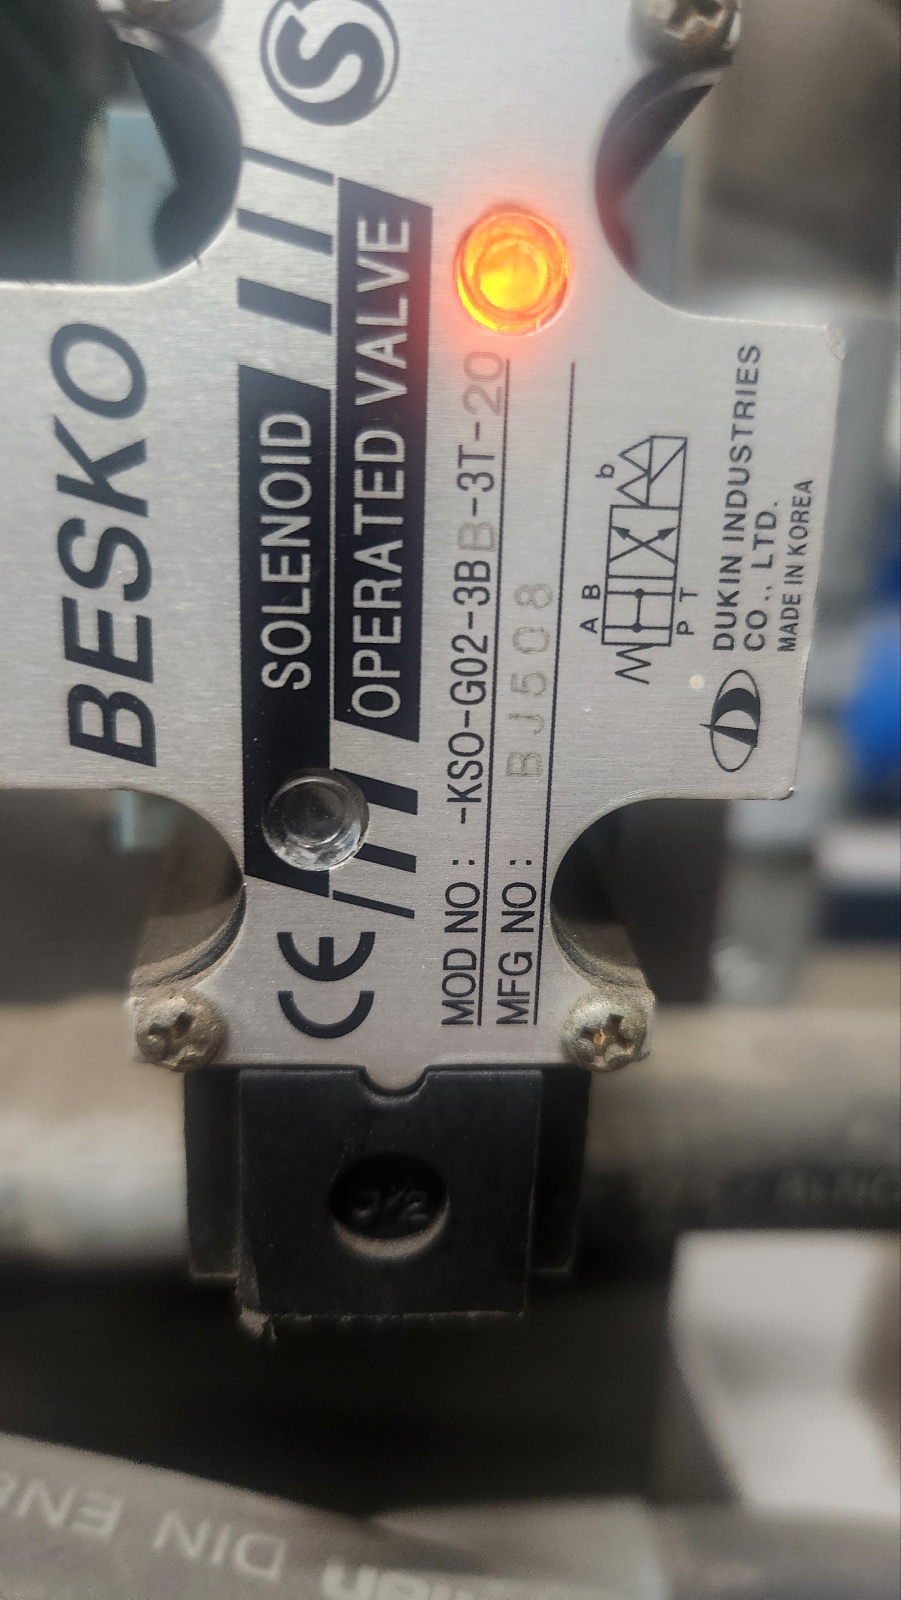 S
BESKO
SOLENOID
OPERATED VALVE
CE
MOD NO : -KSO-G02-3BB-3T-20
MFG NO : BJ508
b
A B
P T
DUKIN INDUSTRIES
CO., LTD.
MADE IN KOREA
DIN EN8